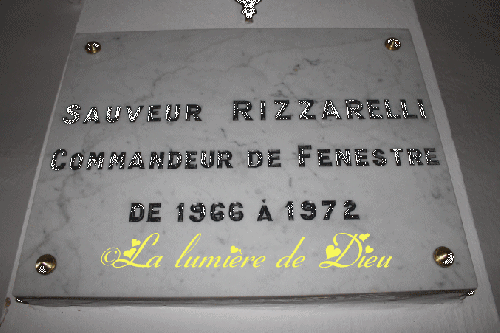 SAUVEUR RIZZARELLI
COMMANDEUR DE FENESTRE
DE 1966 À 1972
©La lumière de Dieu